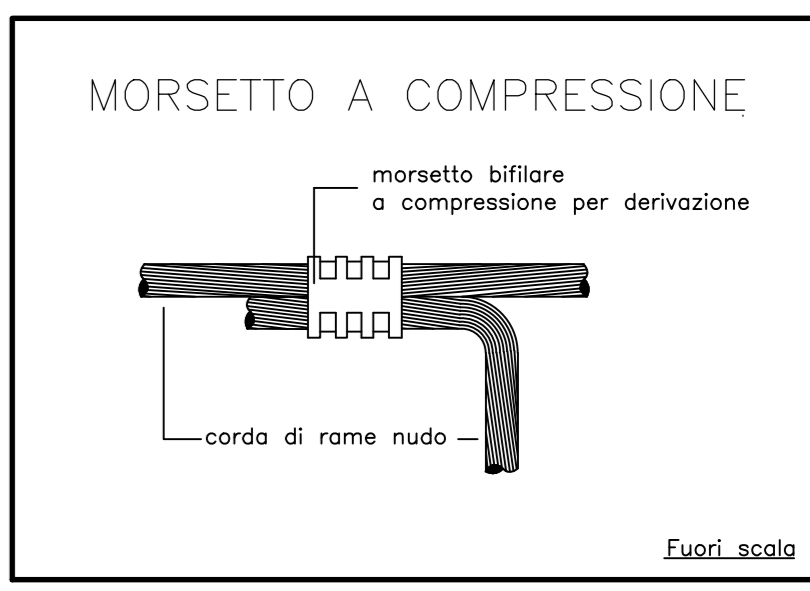 MORSETTO A COMPRESSIONE
morsetto bifilare
a compressione per derivazione
corda di rame nudo
Fuori scala